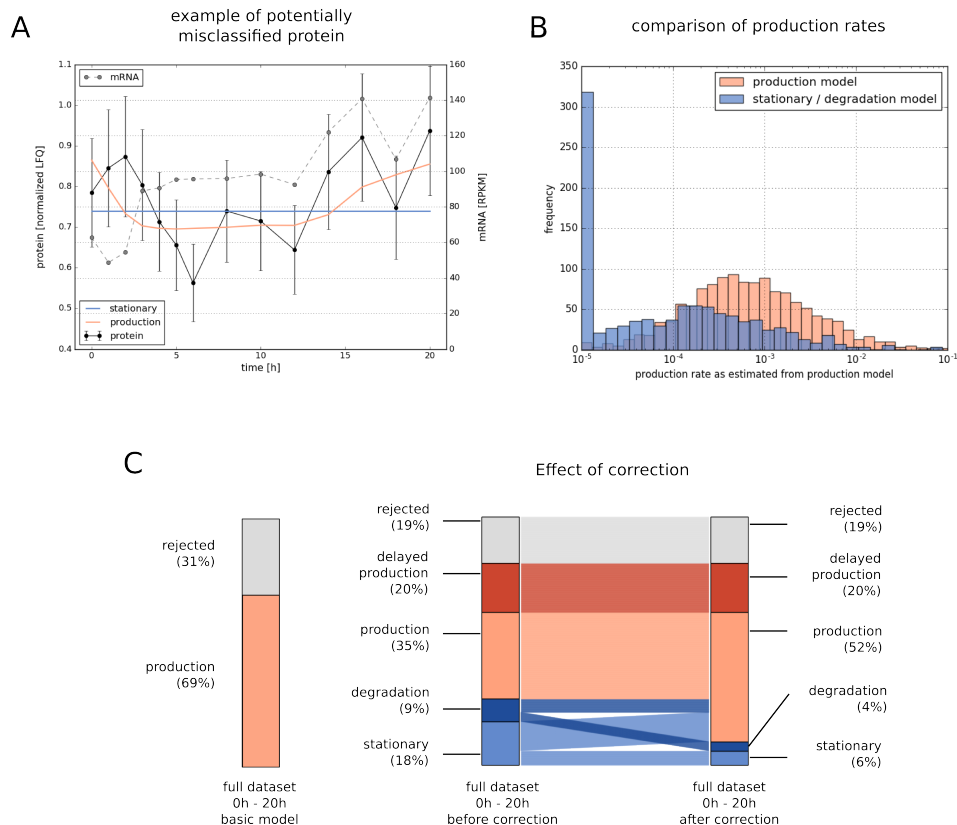 A
example of potentially
misclassified protein
1.1
1.0
0.9
0.8
0.7
0.6
0.5
0.4
160
140
120
100
80
60
40
20
0
0
5
10
15
20
protein [normalized LFQ]
mRNA [RPKM]
time [h]
mRNA
stationary
production
protein
B
comparison of production rates
350
300
250
200
150
100
50
0
10-5
10-4
10-3
10-2
10-1
frequency
production rate as estimated from production model
production model
stationary / degradation model
C
Effect of correction
rejected
(31%)
production
(69%)
full dataset
0h - 20h
basic model
rejected
(19%)
delayed
production
(20%)
production
(35%)
degradation
(9%)
stationary
(18%)
full dataset
0h - 20h
before correction
rejected
(19%)
delayed
production
(20%)
production
(52%)
degradation
(4%)
stationary
(6%)
full dataset
0h - 20h
after correction